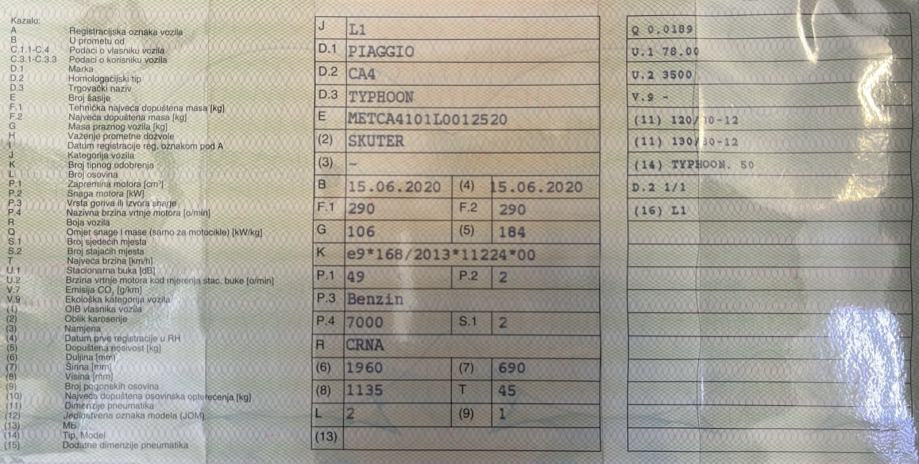 Kazalo:
A Registracijska oznaka vozila
B U prometu od
C.1.1-C.4 Podaci o vlasniku vozila
C.3.1-C.3.3 Podaci o korisniku vozila
D.1 Marka
D.2 Homologacijski tip
D.3 Trgovački naziv
E Broj šasije
F.1 Tehnička najveća dopuštena masa [kg]
F.2 Najveća dopuštena masa [kg]
G Masa praznog vozila [kg]
H Važenje prometne dozvole
I Datum registracije reg. oznakom pod A
J Kategorija vozila
K Broj tipnog odobrenja
L Broj osovina
P.1 Zapremina motora [cm³]
P.2 Snaga motora [kW]
P.3 Vrsta goriva ili izvora snage
P.4 Nazivna brzina vrtnje motora [o/min]
R Boja vozila
Q Omjer snage i mase (samo za motocikle) [kW/kg]
S.1 Broj sjedećih mjesta
S.2 Broj stajaćih mjesta
T Najveća brzina [km/h]
U.1 Stacionarna buka [dB]
U.2 Brzina vrtnje motora kod mjerenja stac. buke [o/min]
V.7 Emisija CO₂ [g/km]
V.9 Ekološka kategorija vozila
(1) OIB vlasnika vozila
(2) Oblik karoserije
(3) Namjena
(4) Datum prve registracije u RH
(5) Dopuštena nosivost [kg]
(6) Duljina [mm]
(7) Širina [mm]
(8) Visina [mm]
(9) Broj pogonskih osovina
(10) Najveća dopuštena osovinska opterećenja [kg]
(11) Dimenzije pneumatika
(12) Jedinstvena oznaka modela (JOM)
(13) MB
(14) Tip, Model
(15) Dodatne dimenzije pneumatika
J L1
D.1 PIAGGIO
D.2 CA4
D.3 TYPHOON
E METCA4101L0012520
(2) SKUTER
(3) -
B 15.06.2020 (4) 15.06.2020
F.1 290 F.2 290
G 106 (5) 184
K e9*168/2013*11224*00
P.1 49 P.2 2
P.3 Benzin
P.4 7000 S.1 2
R CRNA
(6) 1960 (7) 690
(8) 1135 T 45
L 2 (9) 1
(13)
Q 0.0189
U.1 78.00
U.2 3500
V.9 -
(11) 120/ 0-12
(11) 130/ 0-12
(14) TYPHOON. 50
D.2 1/1
(16) L1